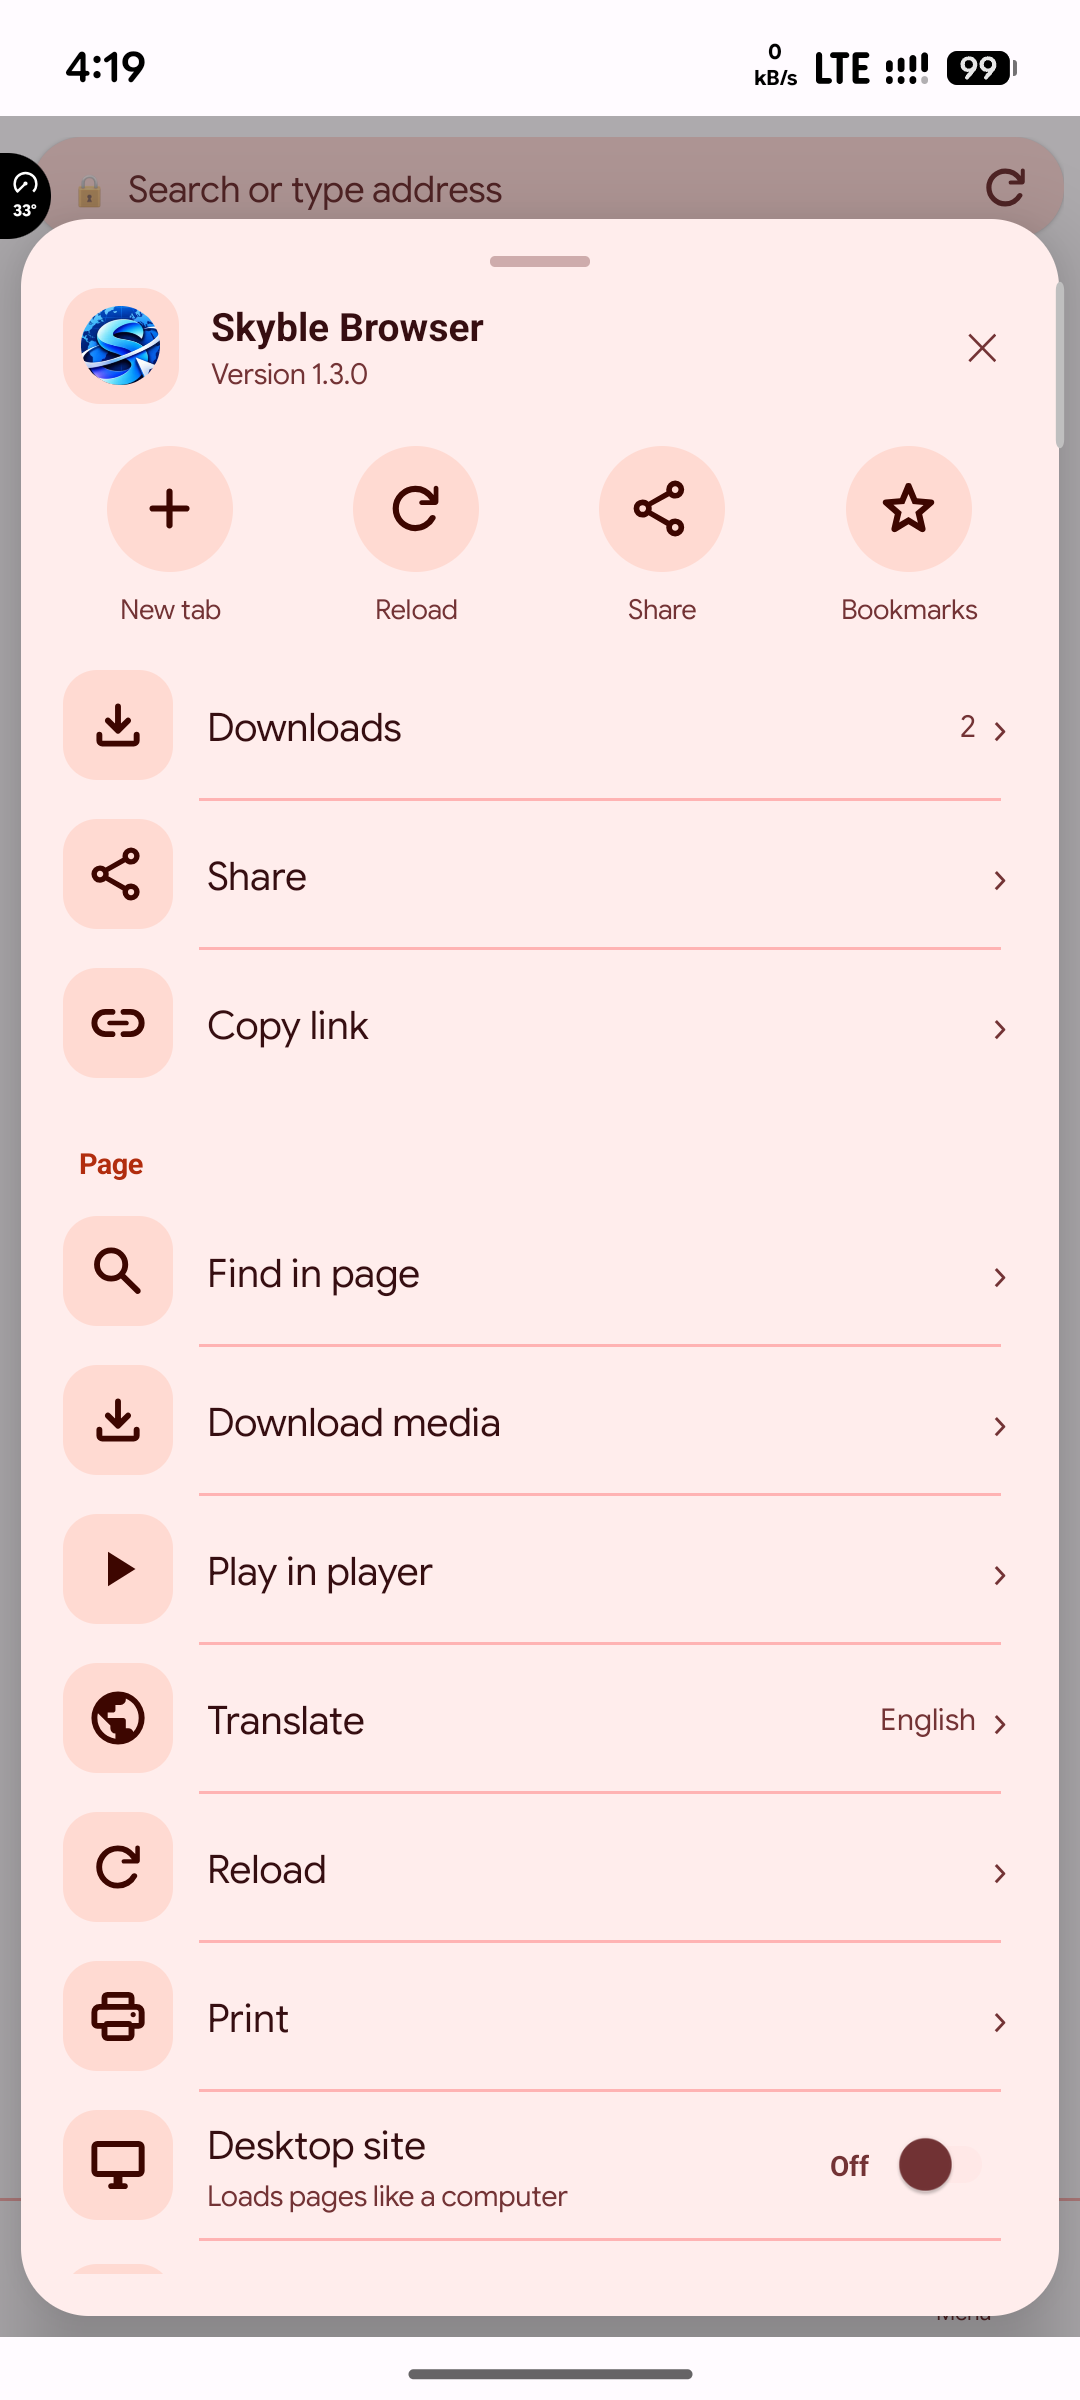 4:19
0
kB/s
LTE
99
33°
Search or type address
Skyble Browser
Version 1.3.0
New tab
Reload
Share
Bookmarks
Downloads
2
Share
Copy link
Page
Find in page
Download media
Play in player
Translate
English
Reload
Print
Desktop site
Loads pages like a computer
Off